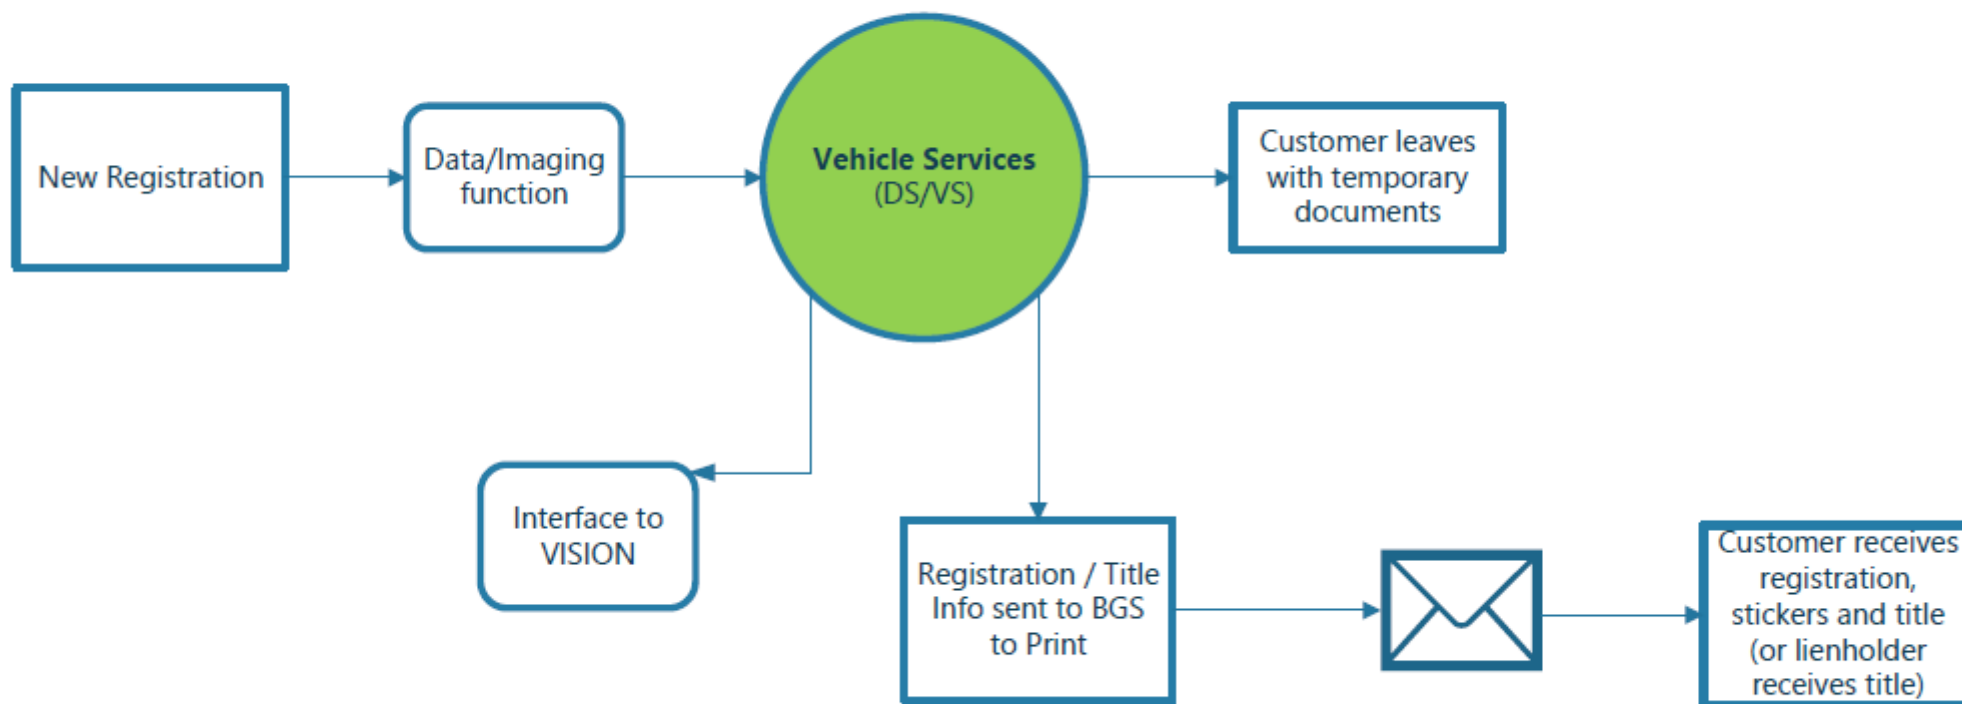 New Registration
Data/Imaging
function
Vehicle Services
(DS/VS)
Customer leaves
with temporary
documents
Interface to
VISION
Registration / Title
Info sent to BGS
to Print
Customer receives
registration,
stickers and title
(or lienholder
receives title)